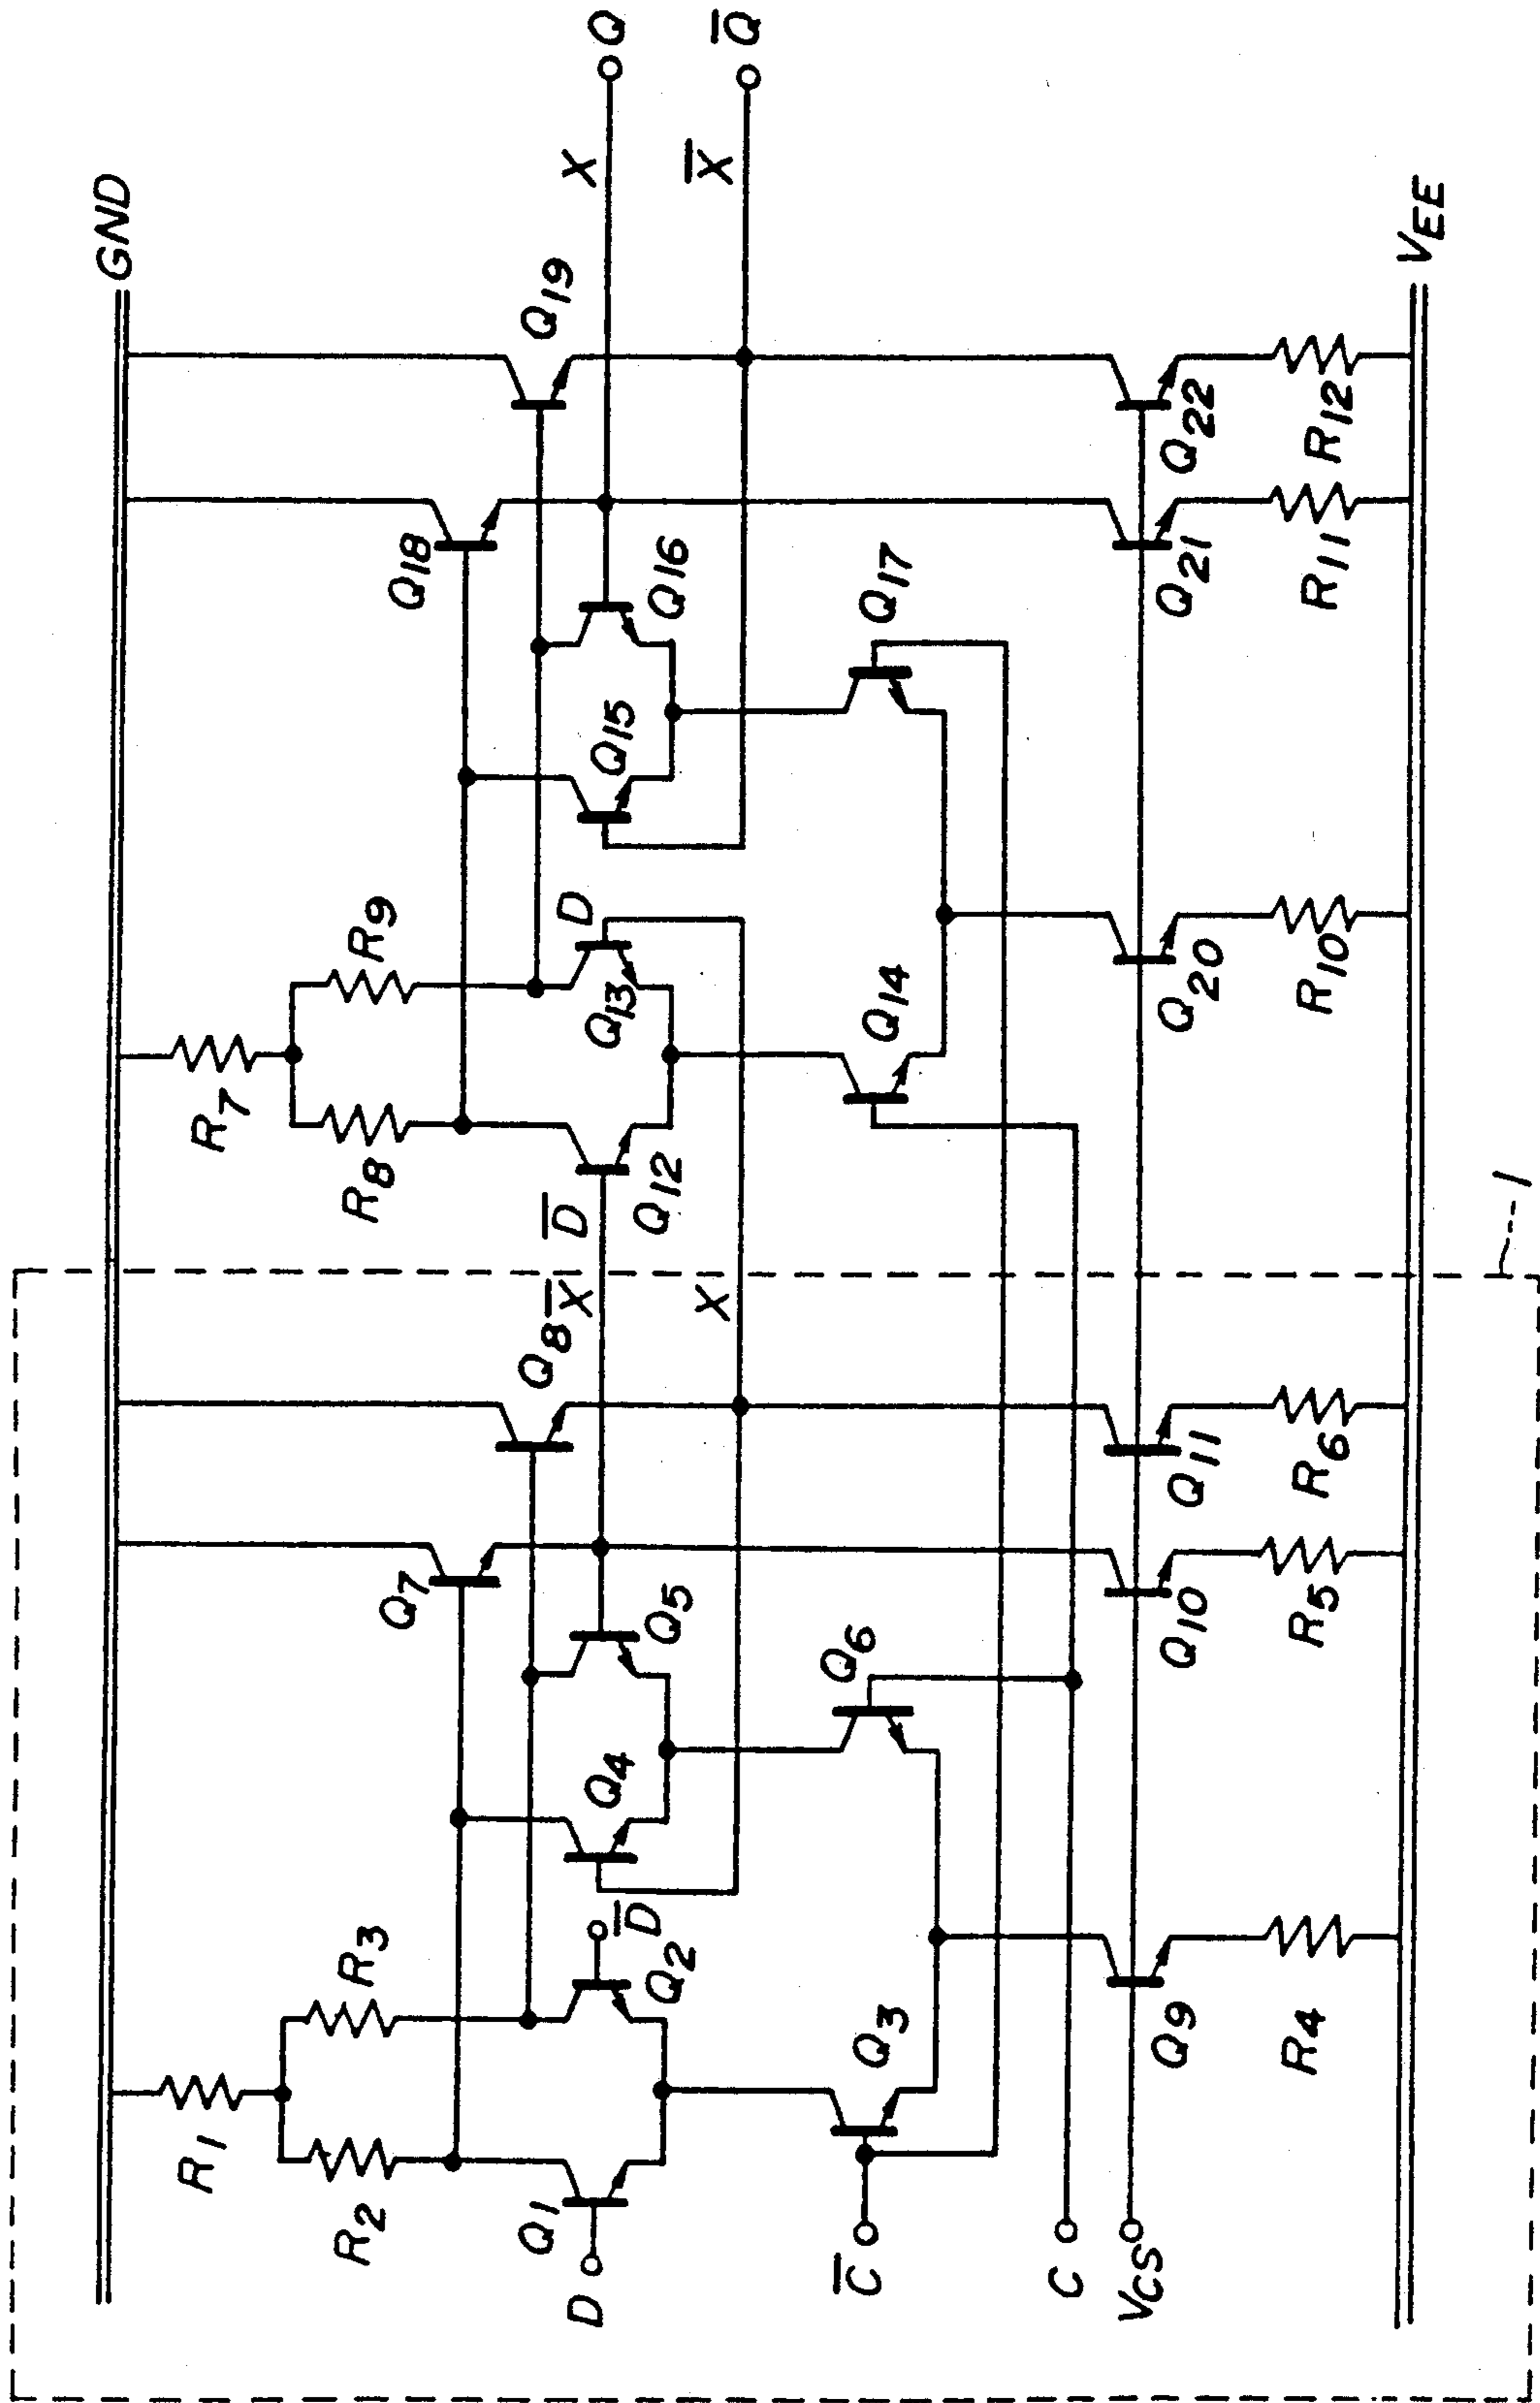 GND
R1
R2
R3
Q1
D
Q2
D̅
Q3
C̅
C
VCS
Q4
Q5
Q6
Q7
Q8
X̅
X
Q9
R4
Q10
R5
Q11
R6
R7
R8
R9
D̅
Q12
Q13
D
Q14
Q15
Q16
Q17
Q18
Q19
X
Q
X̅
Q̅
Q20
R10
Q21
R11
Q22
R12
VEE
1